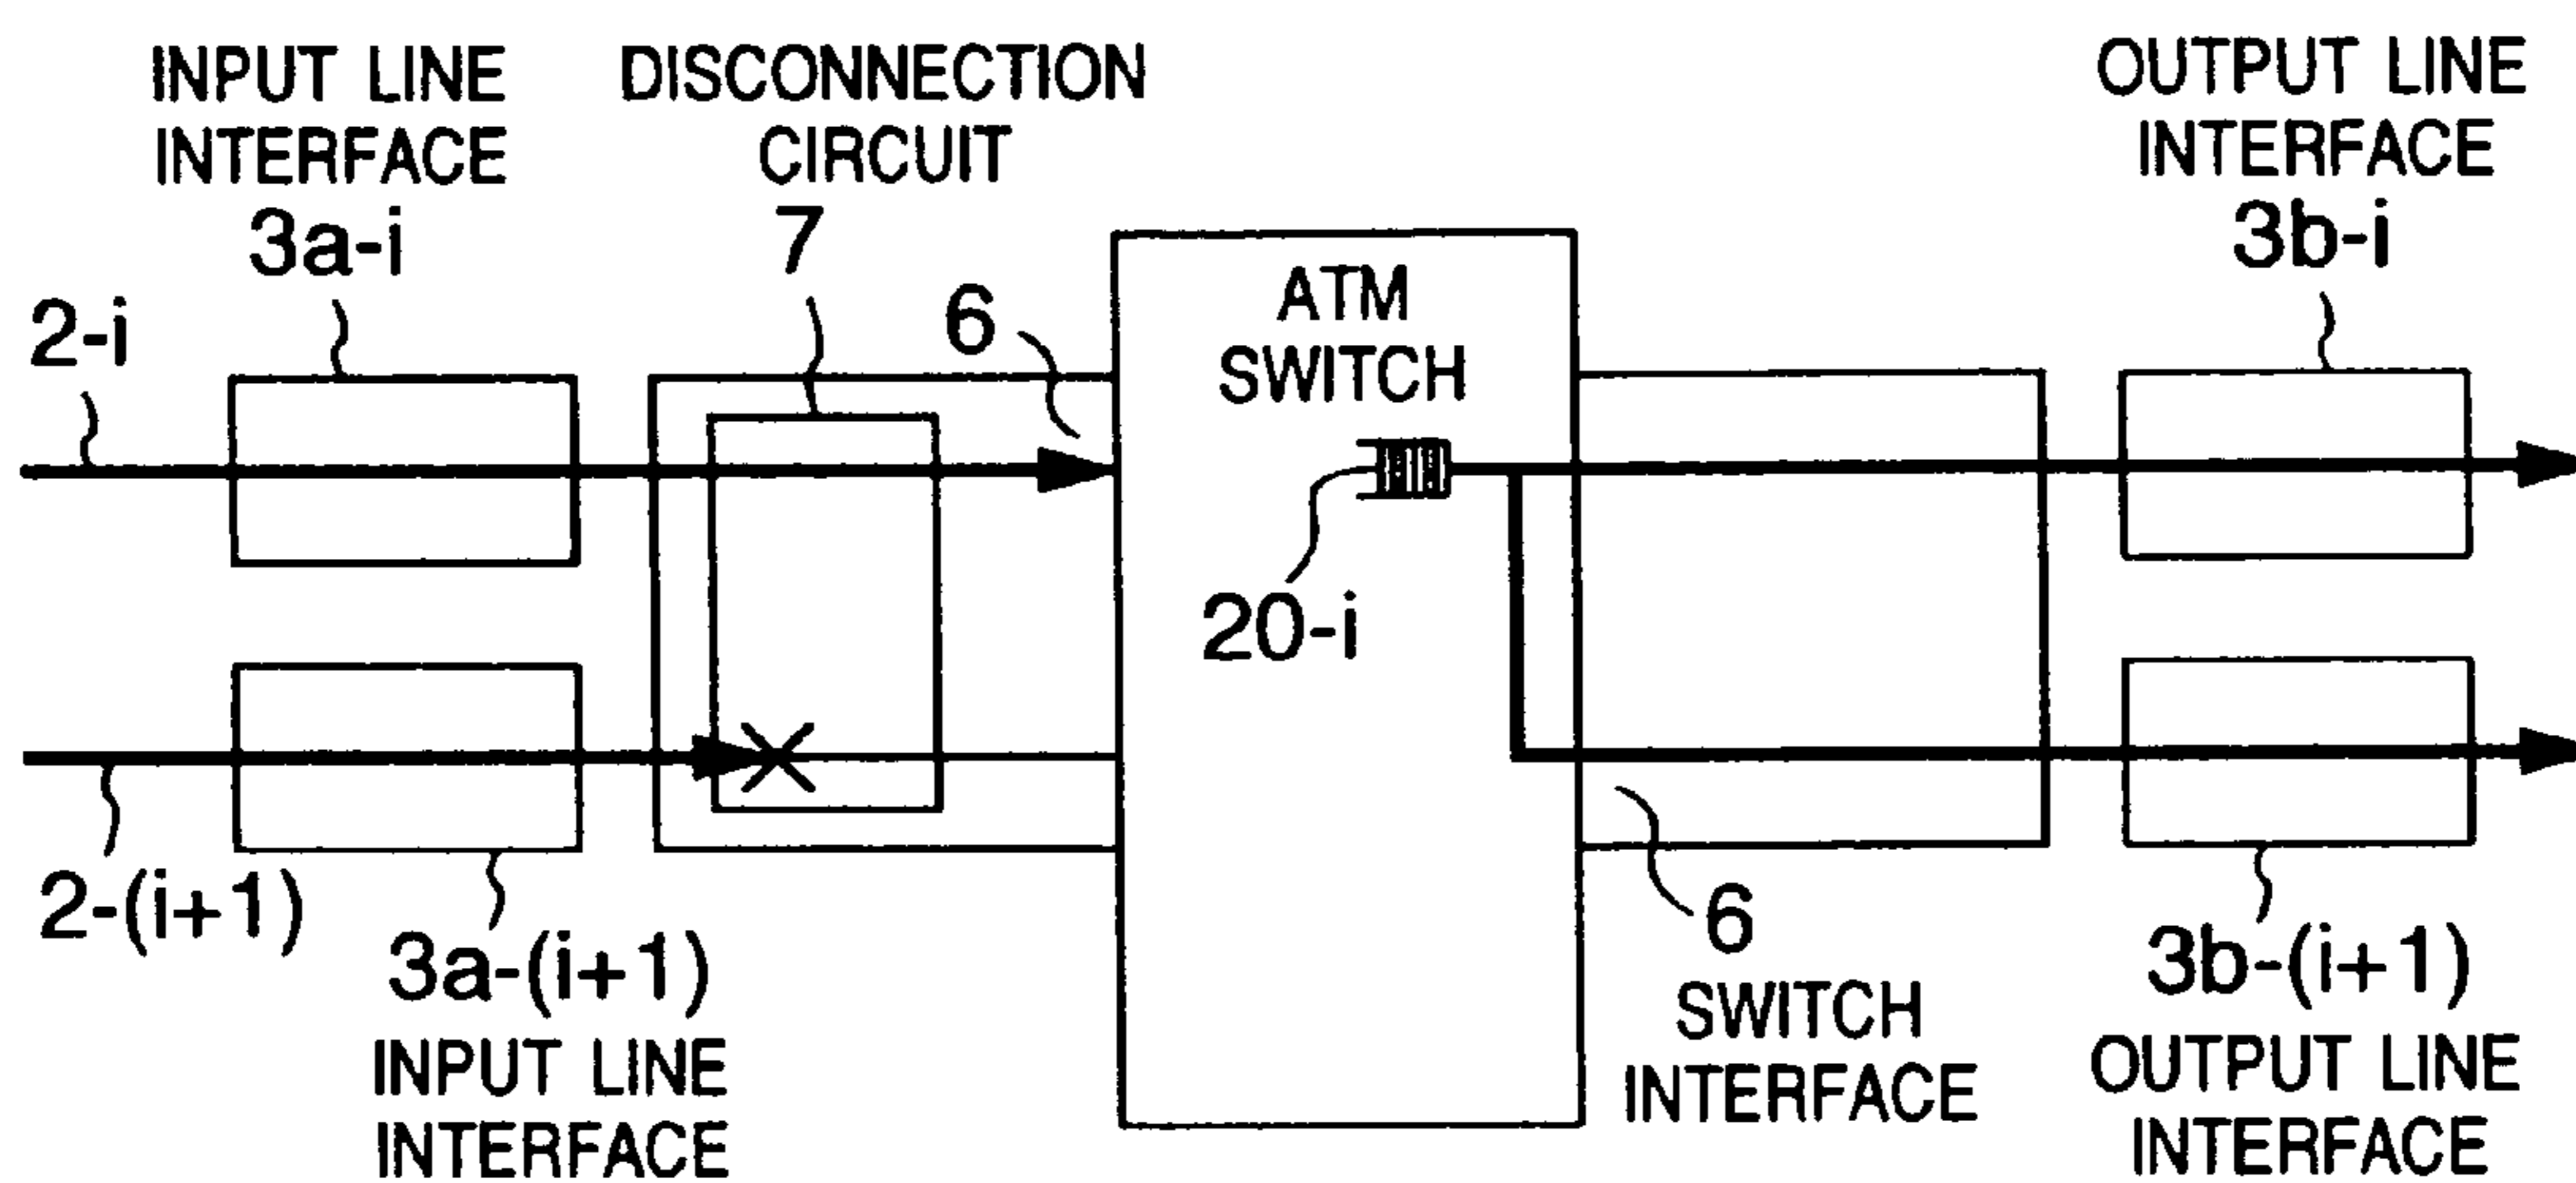 INPUT LINE
INTERFACE
3a-i
DISCONNECTION
CIRCUIT
7
OUTPUT LINE
INTERFACE
3b-i
2-i
6
ATM
SWITCH
20-i
2-(i+1)
3a-(i+1)
INPUT LINE
INTERFACE
6
SWITCH
INTERFACE
3b-(i+1)
OUTPUT LINE
INTERFACE